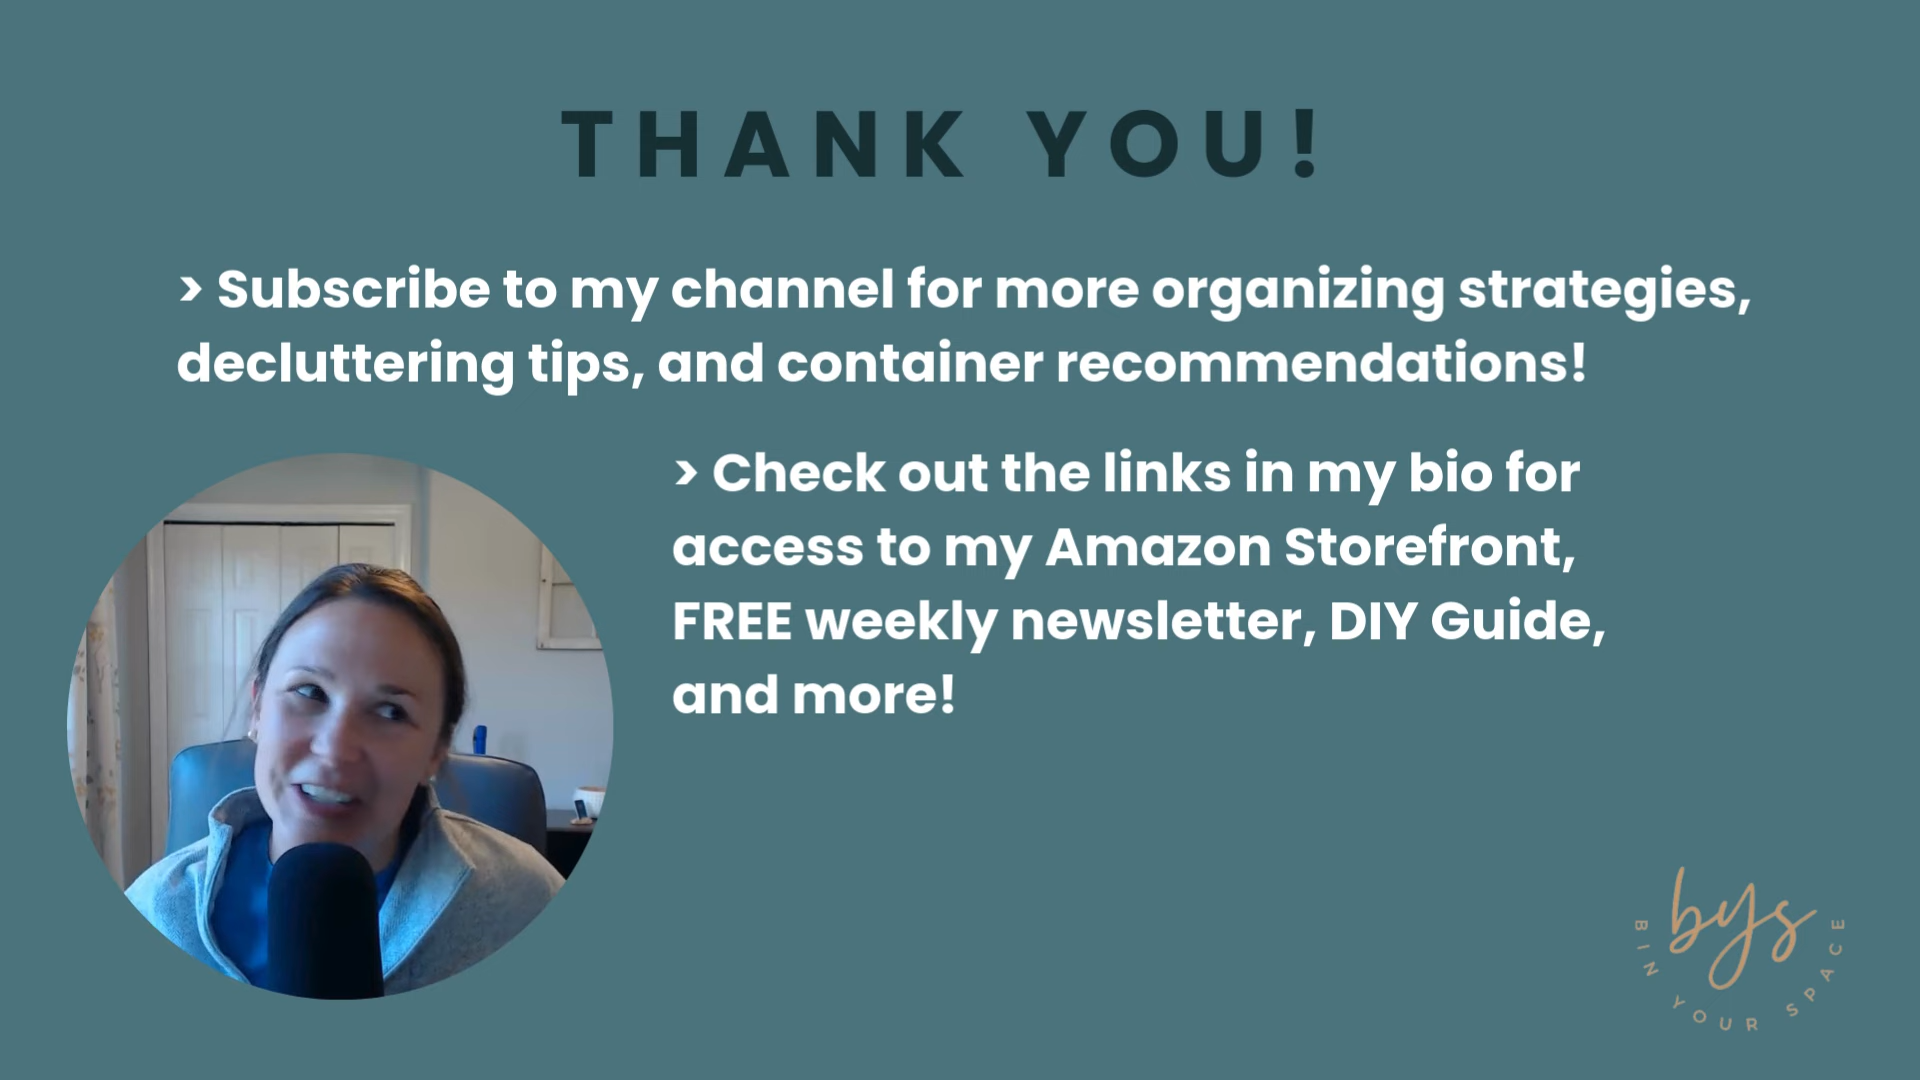 THANK YOU!
> Subscribe to my channel for more organizing strategies,
decluttering tips, and container recommendations!
> Check out the links in my bio for
access to my Amazon Storefront,
FREE weekly newsletter, DIY Guide,
and more!
bys
BIN YOUR SPACE